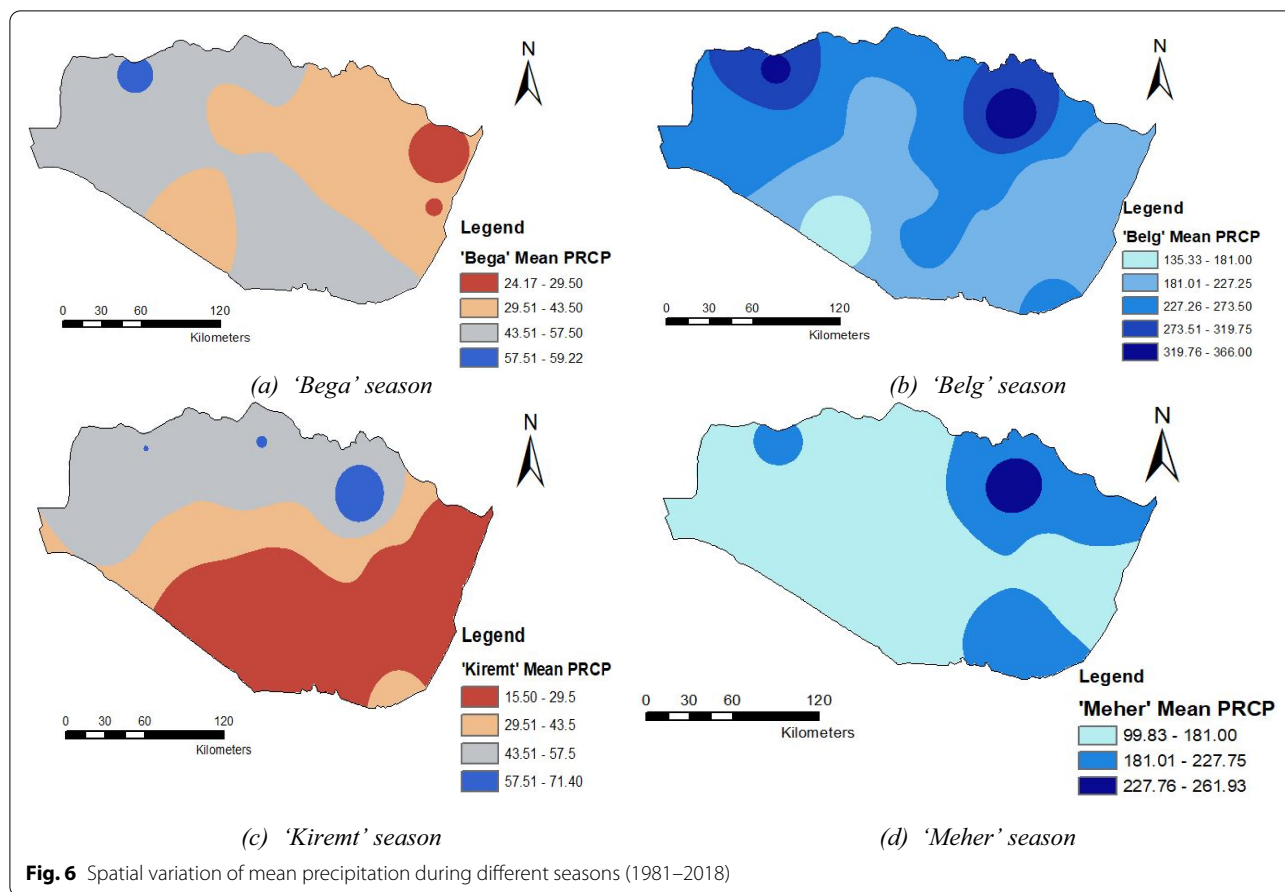 N
Legend
'Bega' Mean PRCP
24.17 - 29.50
29.51 - 43.50
43.51 - 57.50
57.51 - 59.22
0 30 60 120
Kilometers
(a) ‘Bega’ season
N
Legend
'Belg' Mean PRCP
135.33 - 181.00
181.01 - 227.25
227.26 - 273.50
273.51 - 319.75
319.76 - 366.00
0 30 60 120
Kilometers
(b) ‘Belg’ season
N
Legend
'Kiremt' Mean PRCP
15.50 - 29.5
29.51 - 43.5
43.51 - 57.5
57.51 - 71.40
0 30 60 120
Kilometers
(c) ‘Kiremt’ season
N
Legend
'Meher' Mean PRCP
99.83 - 181.00
181.01 - 227.75
227.76 - 261.93
0 30 60 120
Kilometers
(d) ‘Meher’ season
Fig. 6 Spatial variation of mean precipitation during different seasons (1981–2018)